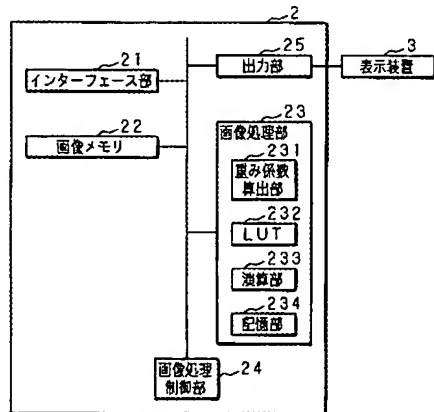 2
21
インターフェース部
22
画像メモリ
25
出力部
3
表示装置
23
画像処理部
231
重み係数
算出部
232
LUT
233
演算部
234
記憶部
画像処理
制御部
24